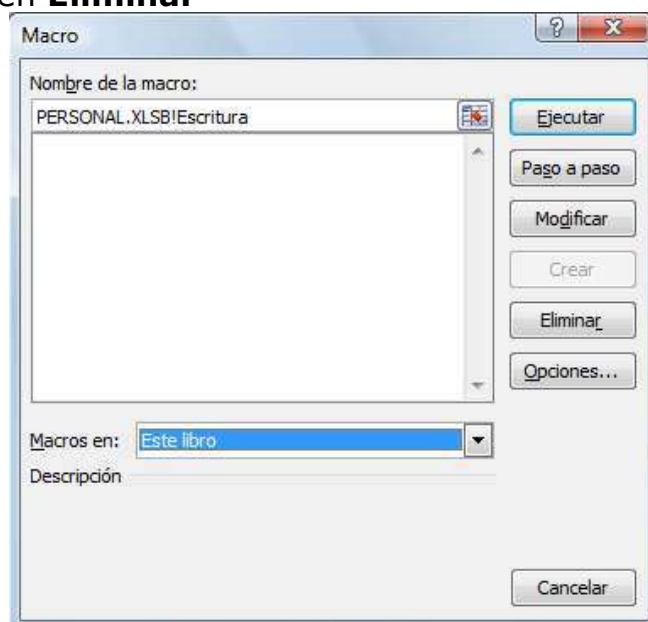 en Eliminar
Macro
Nombre de la macro:
PERSONAL.XLSB!Escritura
Ejecutar
Paso a paso
Modificar
Crear
Eliminar
Opciones...
Macros en: Este libro
Descripción
Cancelar